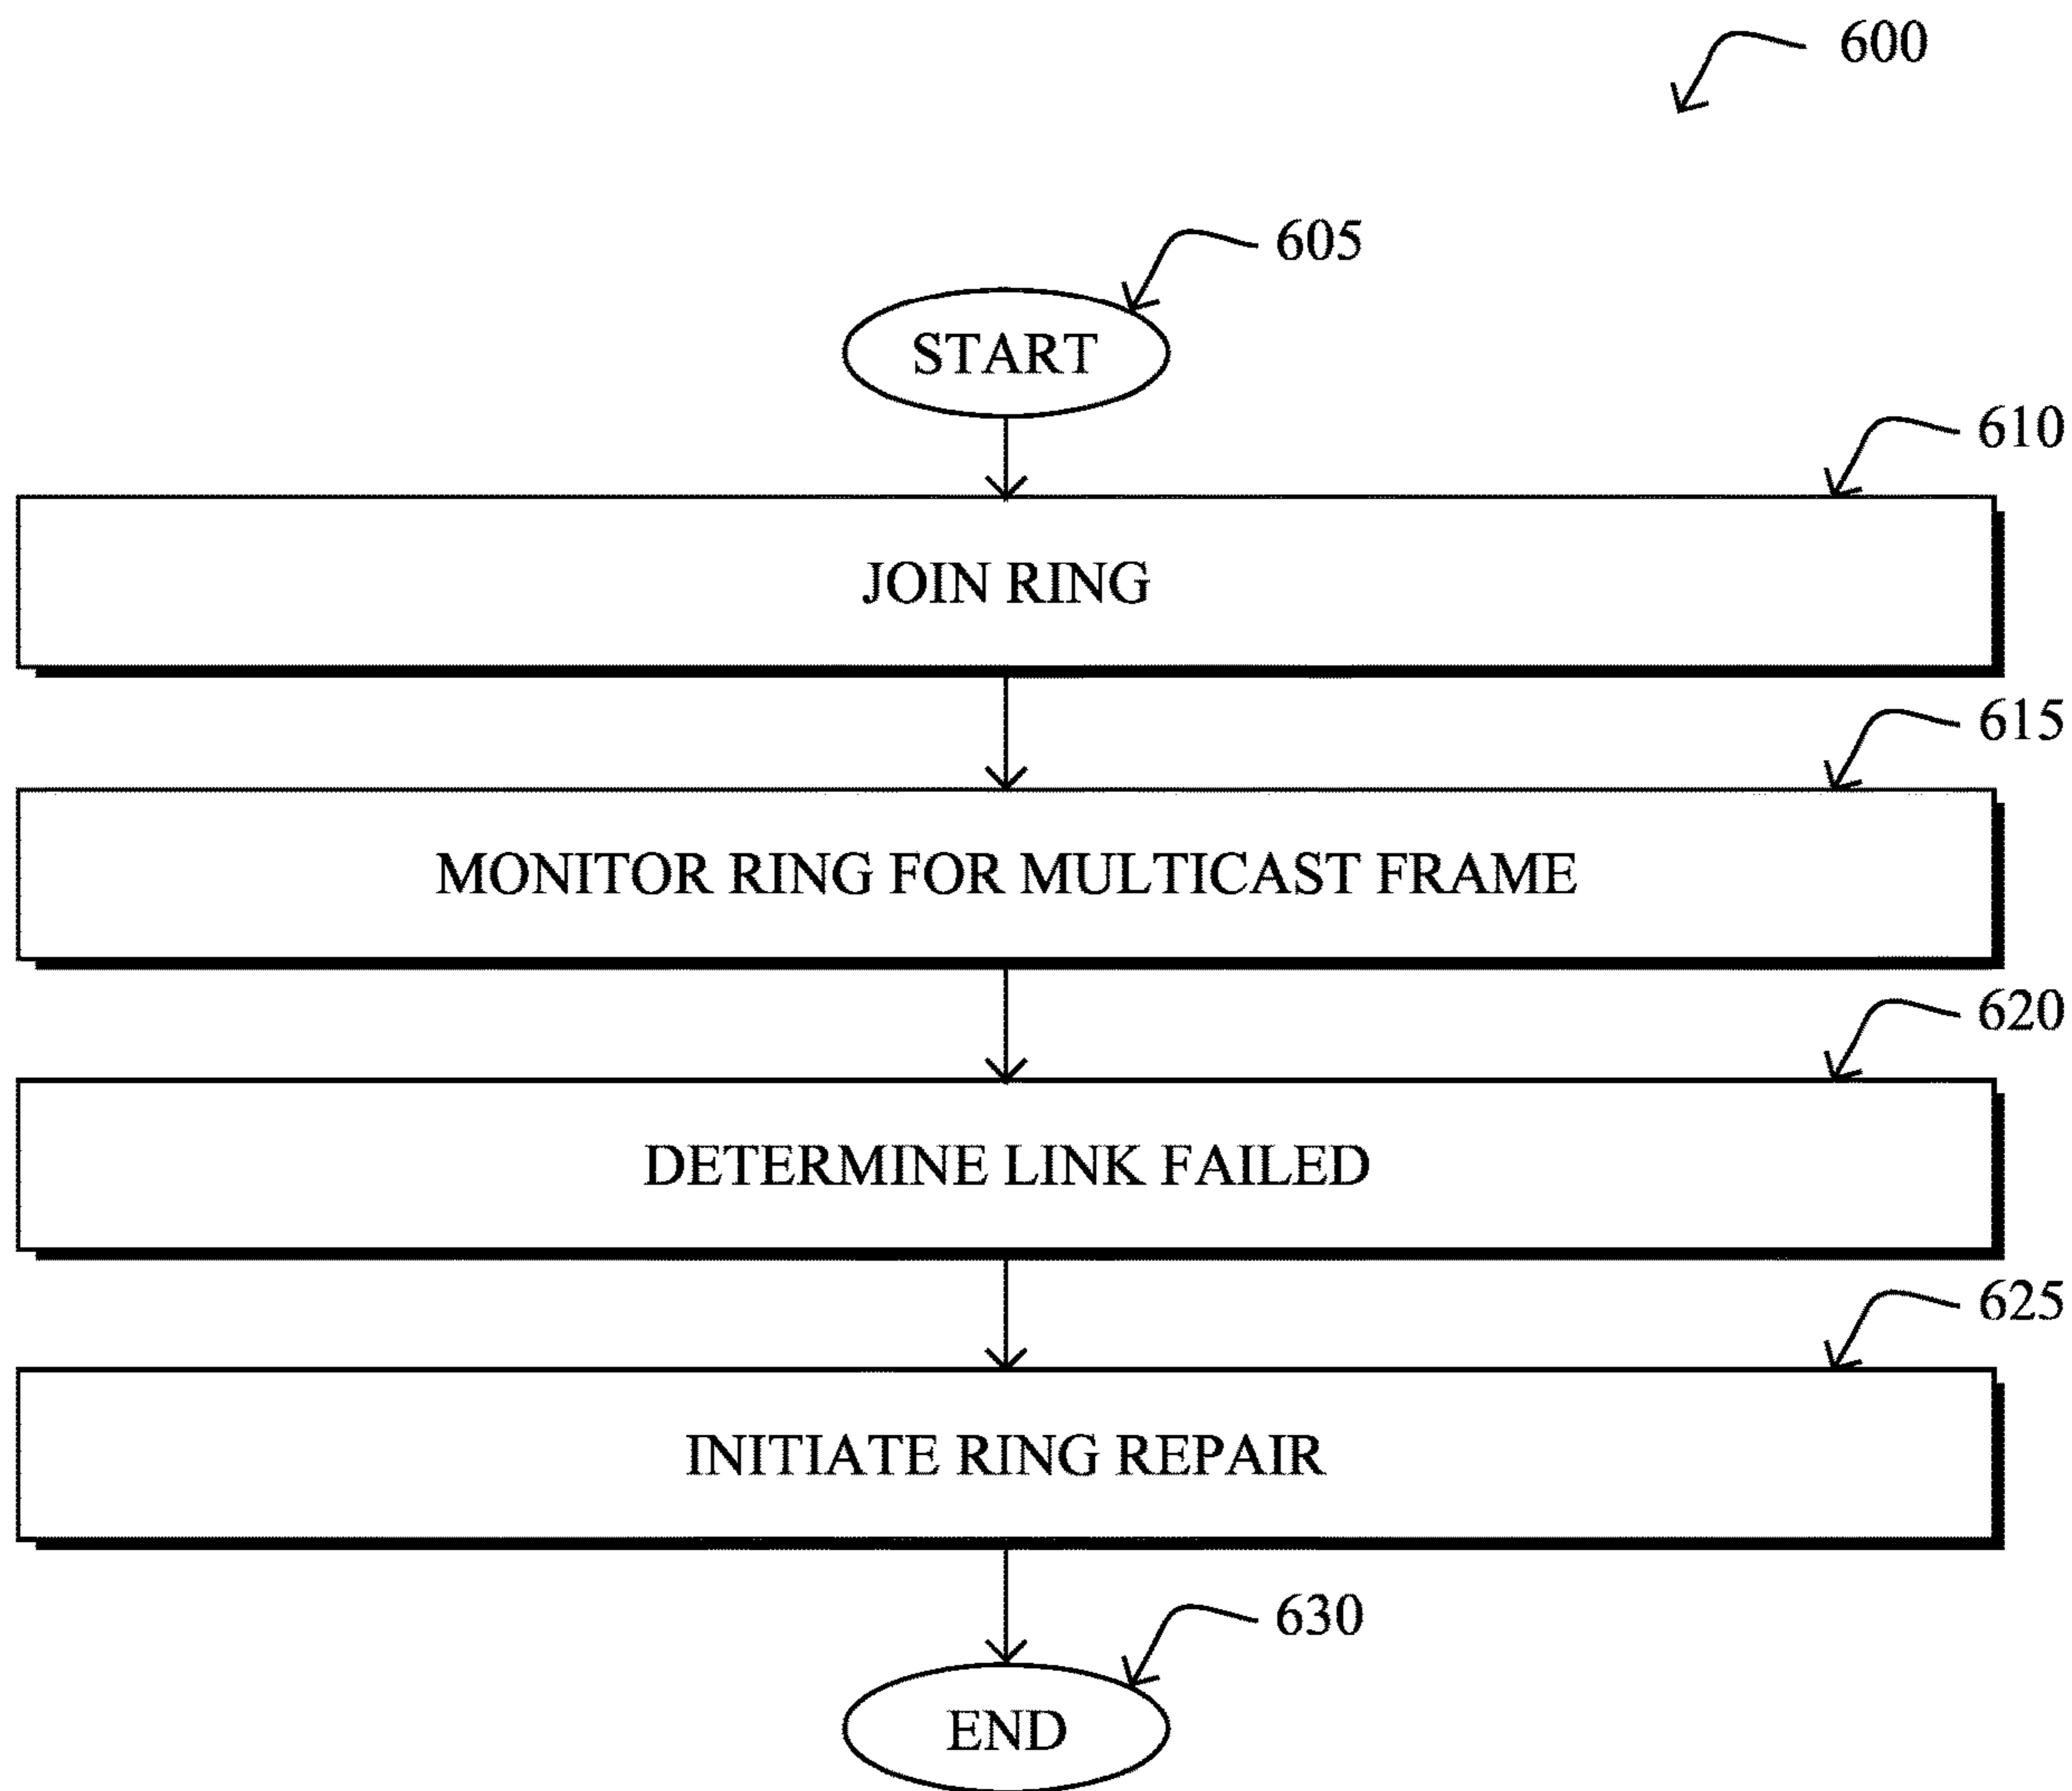 600
605
START
610
JOIN RING
615
MONITOR RING FOR MULTICAST FRAME
620
DETERMINE LINK FAILED
625
INITIATE RING REPAIR
630
END